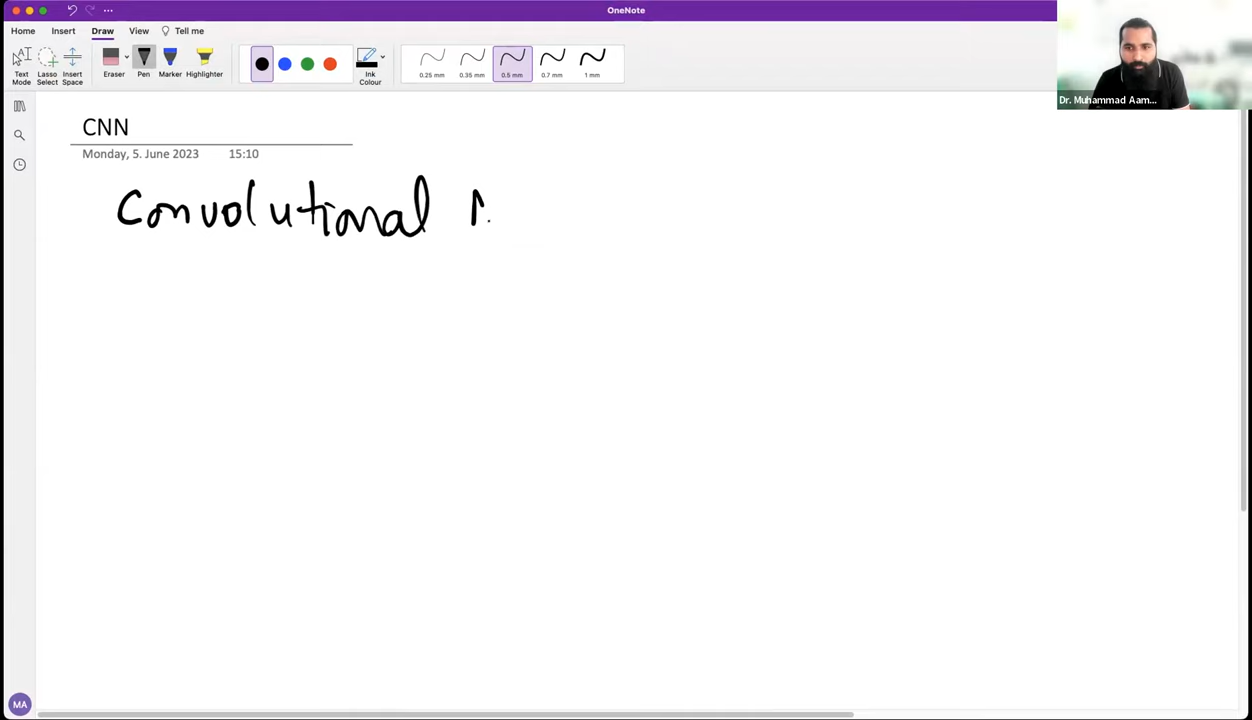 OneNote
Home Insert Draw View Tell me
Text Mode Lasso Select Insert Space Eraser Pen Marker Highlighter Ink Colour 0.25 mm 0.35 mm 0.5 mm 0.7 mm 1 mm
Dr. Muhammad Aam...
CNN
Monday, 5. June 2023 15:10
Convolutional
MA